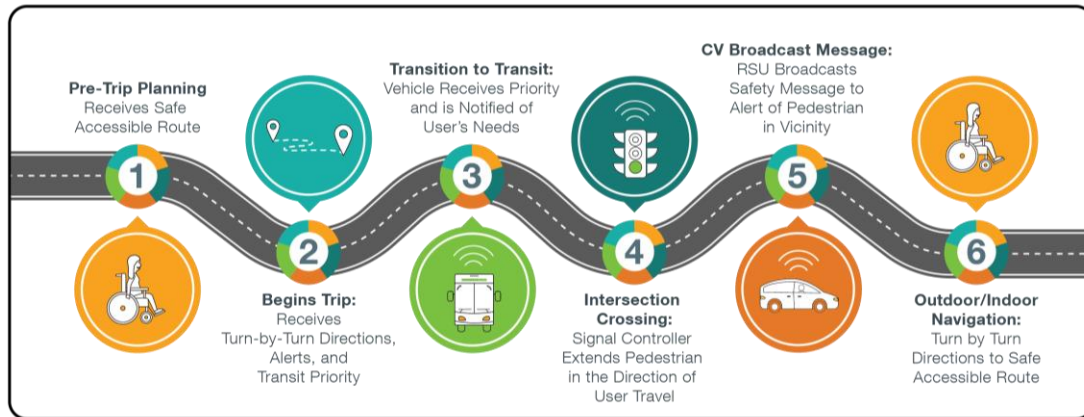 1
Pre-Trip Planning
Receives Safe
Accessible Route
2
Begins Trip:
Receives
Turn-by-Turn Directions,
Alerts, and
Transit Priority
3
Transition to Transit:
Vehicle Receives Priority
and is Notified of
User's Needs
4
Intersection
Crossing:
Signal Controller
Extends Pedestrian
in the Direction of
User Travel
5
CV Broadcast Message:
RSU Broadcasts
Safety Message to
Alert of Pedestrian
in Vicinity
6
Outdoor/Indoor
Navigation:
Turn by Turn
Directions to Safe
Accessible Route